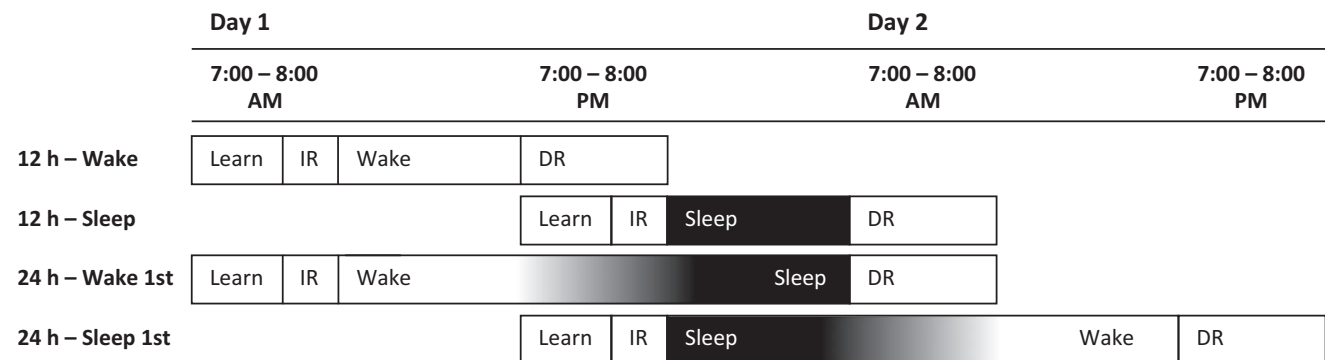 Day 1 Day 2
7:00 – 8:00 7:00 – 8:00 7:00 – 8:00 7:00 – 8:00
AM PM AM PM
12 h – Wake Learn IR Wake DR
12 h – Sleep Learn IR Sleep DR
24 h – Wake 1st Learn IR Wake Sleep DR
24 h – Sleep 1st Learn IR Sleep Wake DR